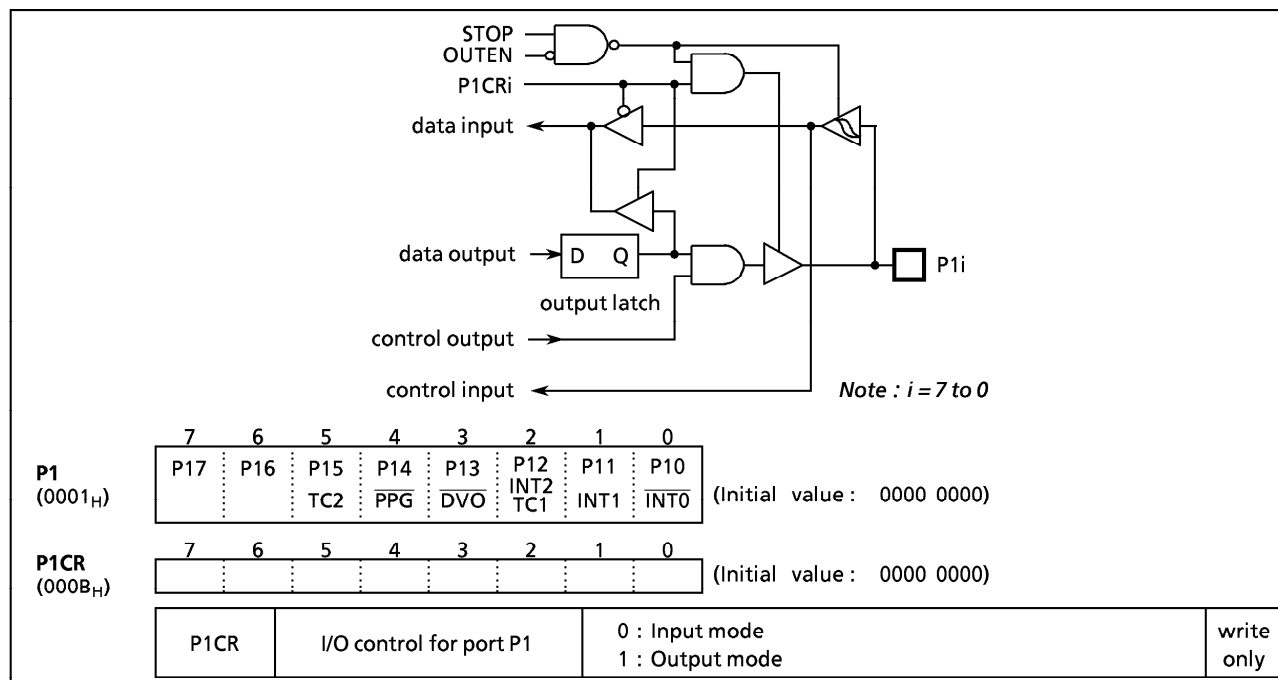 STOP
OUTEN
P1CRi
data input
data output
D Q
P1i
output latch
control output
control input
Note : i = 7 to 0
7 6 5 4 3 2 1 0
P1
(0001H)
P17 P16 P15 P14 P13 P12 P11 P10
TC2 PPG DVO INT2 TC1 INT1 INT0
(Initial value : 0000 0000)
7 6 5 4 3 2 1 0
P1CR
(000BH)
(Initial value : 0000 0000)
P1CR I/O control for port P1 0 : Input mode write
1 : Output mode only